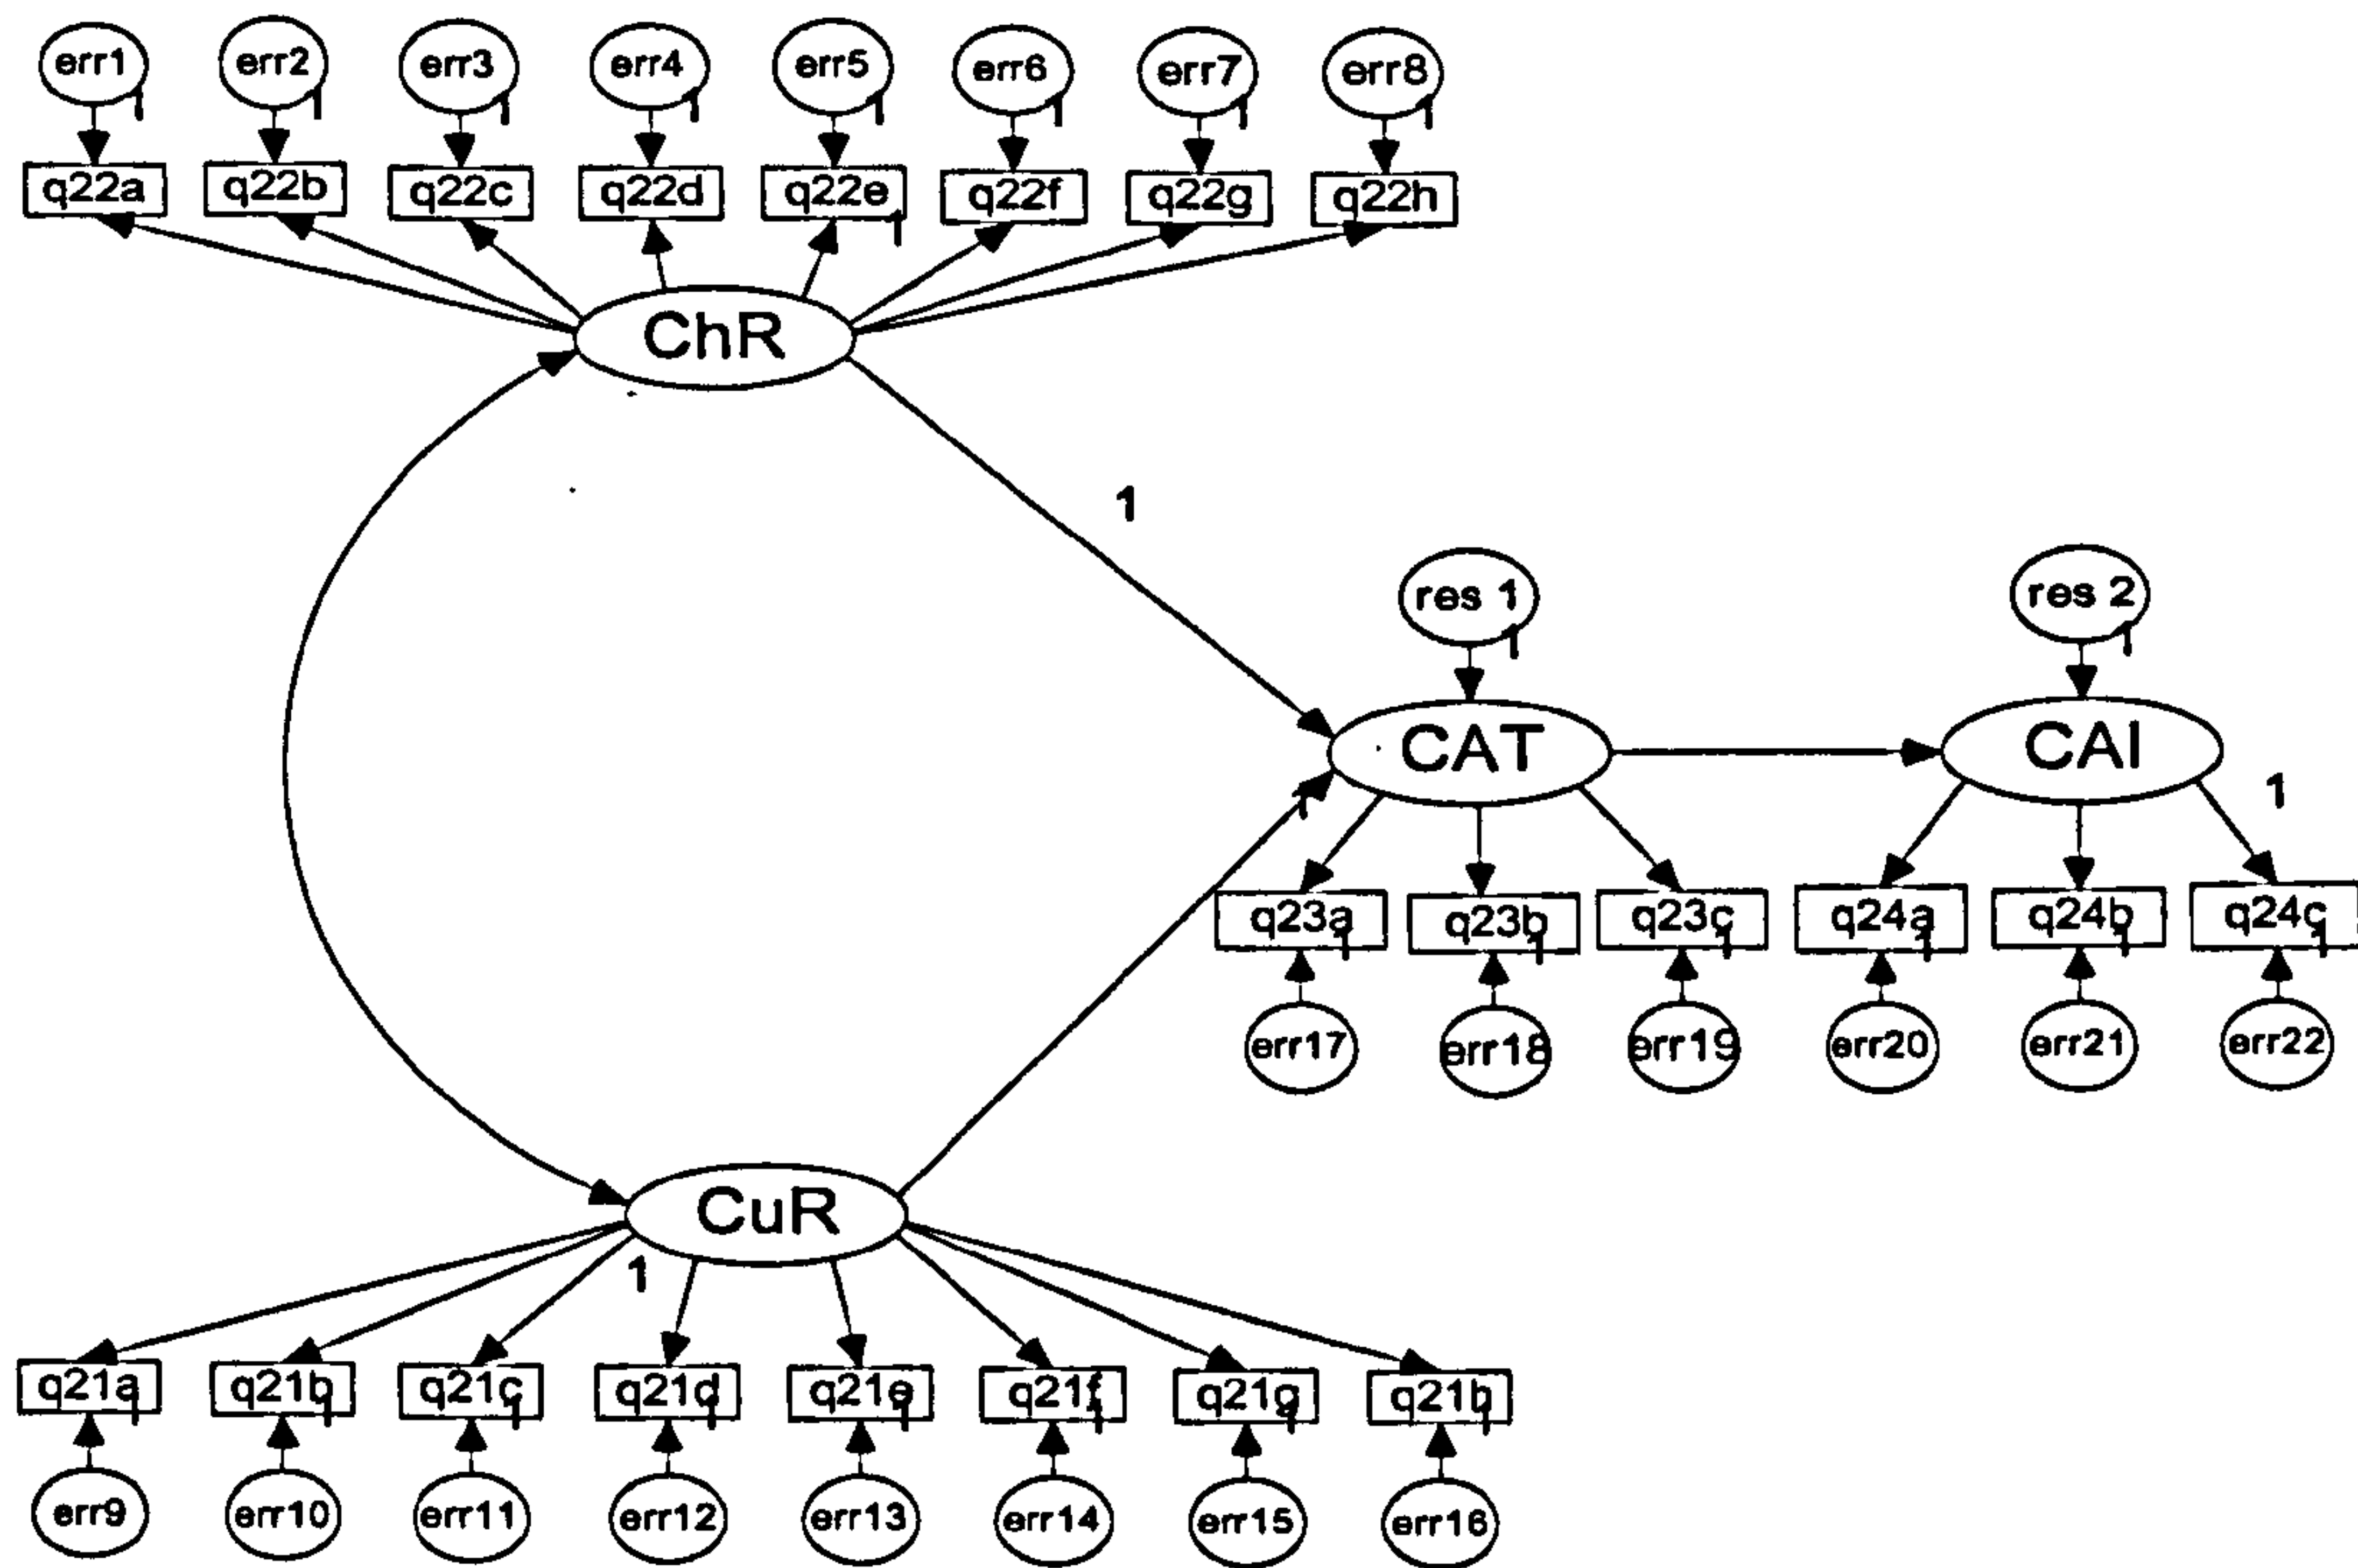 err1 err2 err3 err4 err5 err6 err7 err8
1 1 1 1 1 1 1 1
q22a q22b q22c q22d q22e q22f q22g q22h
1
ChR
1
res 1 res 2
1 1
CAT CAI
1 1
q23a q23b q23c q24a q24b q24c
1 1 1 1 1 1
err17 err18 err19 err20 err21 err22
CuR
1
q21a q21b q21c q21d q21e q21f q21g q21h
1 1 1 1 1 1 1 1
err9 err10 err11 err12 err13 err14 err15 err16